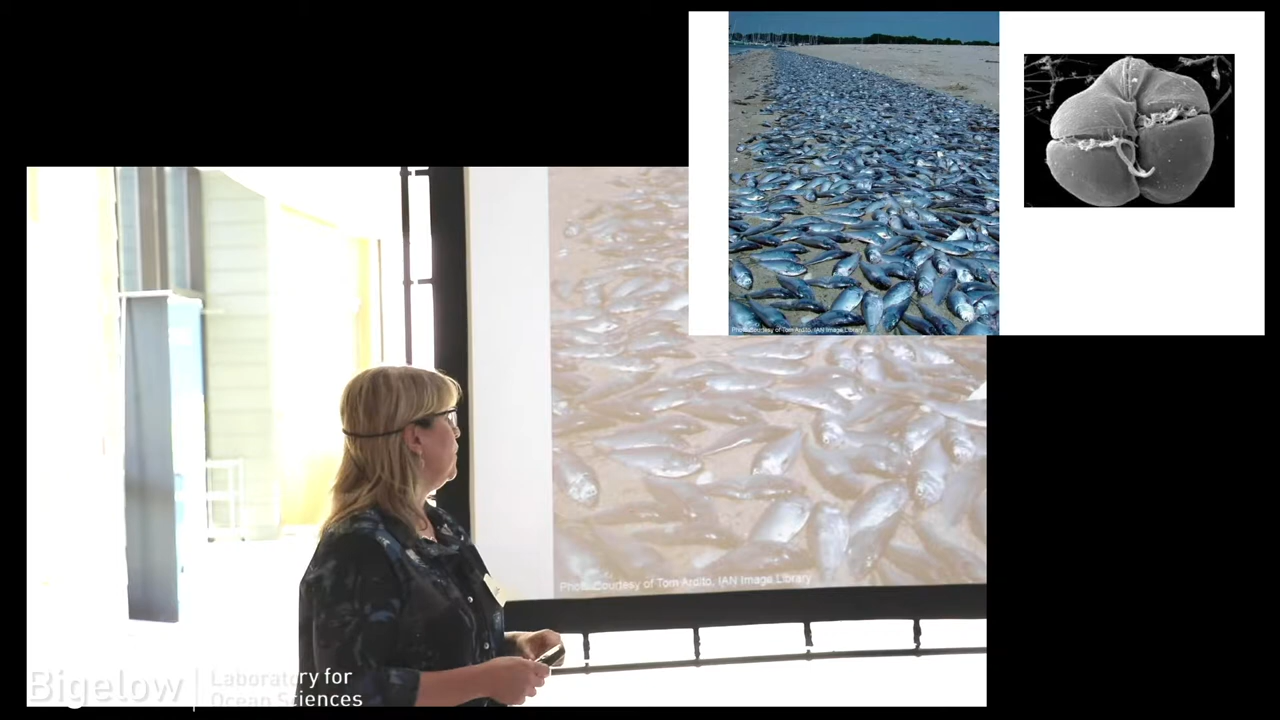 Photo Courtesy of Tom Ardito, IAN Image Library
Photo Courtesy of Tom Ardito, IAN Image Library
Bigelow
Laboratory for
Ocean Sciences